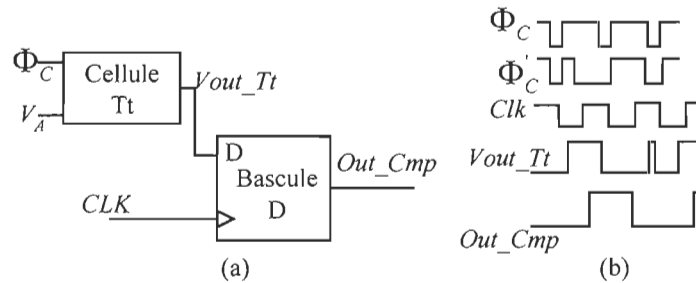 Φ_C
V_A
Cellule
Tt
Vout_Tt
D
Bascule
D
CLK
Out_Cmp
(a)
Φ_C
Φ'_C
Clk
Vout_Tt
Out_Cmp
(b)